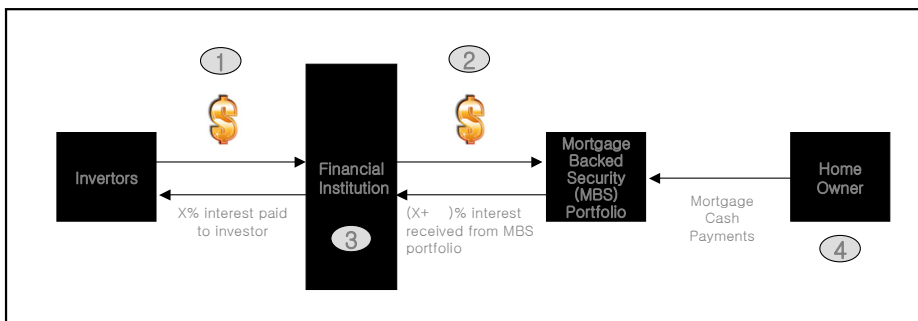 1
2
$
$
Invertors
Financial
Institution
Mortgage
Backed
Security
(MBS)
Portfolio
Home
Owner
X% interest paid
to investor
(X+    )% interest
received from MBS
portfolio
Mortgage
Cash
Payments
3
4